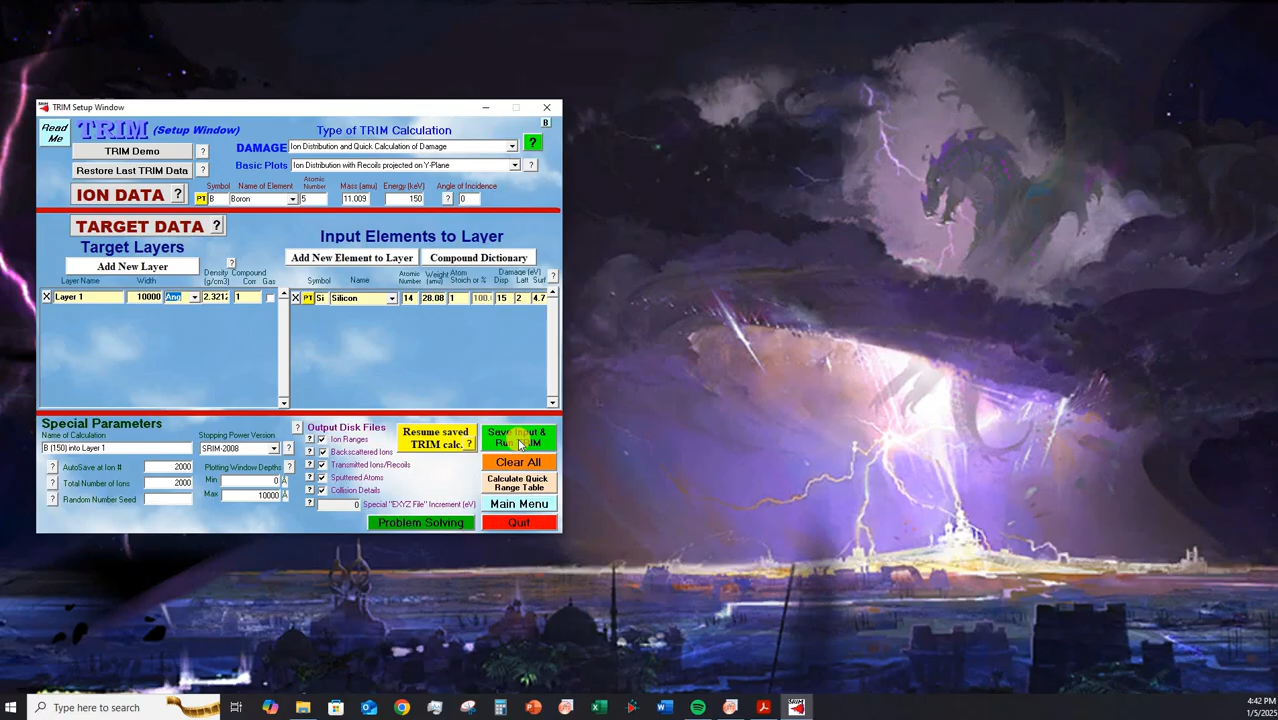 TRIM Setup Window
B
Read
Me
TRIM (Setup Window)
Type of TRIM Calculation
TRIM Demo ?
DAMAGE Ion Distribution and Quick Calculation of Damage ?
Restore Last TRIM Data ?
Basic Plots Ion Distribution with Recoils projected on Y-Plane ?
ION DATA ?
Symbol Name of Element Atomic Number Mass (amu) Energy (keV) Angle of Incidence
PT B Boron 5 11.009 150 ? 0
TARGET DATA ?
Target Layers
Input Elements to Layer
Add New Layer ?
Add New Element to Layer Compound Dictionary
Layer Name Width Density (g/cm3) Compound Corr Gas
Symbol Name Atomic Number Weight (amu) Atom Stoich or % Damage (eV) Disp Latt Surf ?
X Layer 1 10000 Ang 2.3212 1
X PT Si Silicon 14 28.08 1 100. 15 2 4.7
Special Parameters ?
Name of Calculation
B (150) into Layer 1
Stopping Power Version
SRIM-2008 ?
? AutoSave at Ion # 2000
? Total Number of Ions 2000
? Random Number Seed
Plotting Window Depths ?
Min 0 Å
Max 10000 Å
Output Disk Files
? Ion Ranges
? Backscattered Ions
? Transmitted Ions/Recoils
? Sputtered Atoms
? Collision Details
? 0 Special "EXYZ File" Increment (eV)
Resume saved
TRIM calc. ?
Save Input &
Run TRIM
Clear All
Calculate Quick
Range Table
Main Menu
Problem Solving
Quit
Type here to search
4:42 PM
1/5/2025